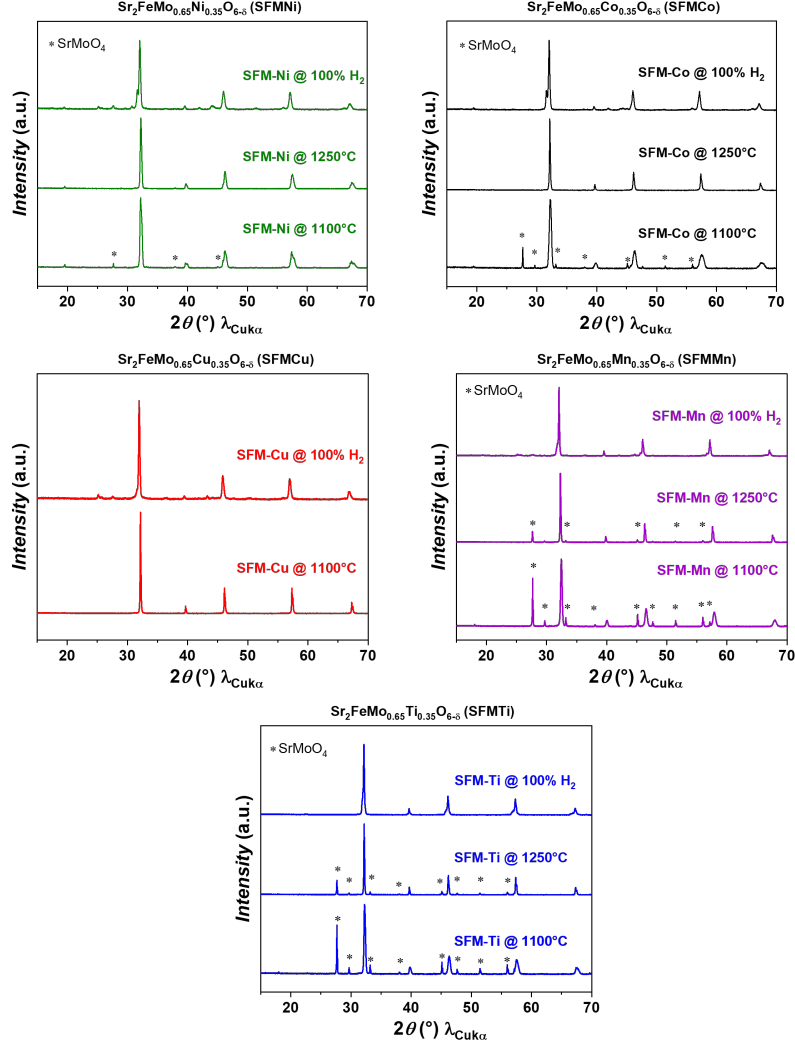 Sr₂FeMo₀.₆₅Ni₀.₃₅O₆₋δ (SFMNi)
* SrMoO₄
SFM-Ni @ 100% H₂
SFM-Ni @ 1250°C
SFM-Ni @ 1100°C
* * *
Intensity (a.u.)
20 30 40 50 60 70
2θ (°) λCukα
Sr₂FeMo₀.₆₅Co₀.₃₅O₆₋δ (SFMCo)
* SrMoO₄
SFM-Co @ 100% H₂
SFM-Co @ 1250°C
SFM-Co @ 1100°C
* * * * * * *
Intensity (a.u.)
20 30 40 50 60 70
2θ (°) λCukα
Sr₂FeMo₀.₆₅Cu₀.₃₅O₆₋δ (SFMCu)
SFM-Cu @ 100% H₂
SFM-Cu @ 1100°C
Intensity (a.u.)
20 30 40 50 60 70
2θ (°) λCukα
Sr₂FeMo₀.₆₅Mn₀.₃₅O₆₋δ (SFMMn)
* SrMoO₄
SFM-Mn @ 100% H₂
SFM-Mn @ 1250°C
* * * * *
SFM-Mn @ 1100°C
* * * * * * * * *
Intensity (a.u.)
20 30 40 50 60 70
2θ (°) λCukα
Sr₂FeMo₀.₆₅Ti₀.₃₅O₆₋δ (SFMTi)
* SrMoO₄
SFM-Ti @ 100% H₂
SFM-Ti @ 1250°C
* * * * * * * *
SFM-Ti @ 1100°C
* * * * * * * *
Intensity (a.u.)
20 30 40 50 60 70
2θ (°) λCukα